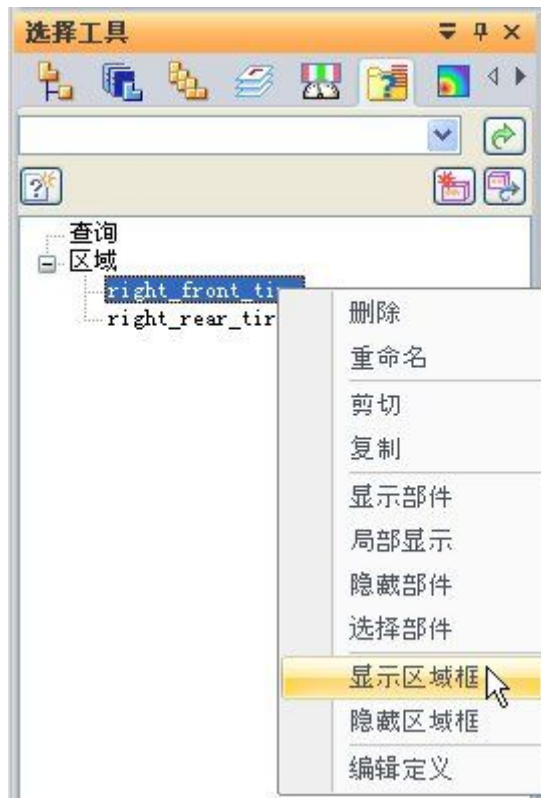 选择工具
查询
区域
right_front_ti
right_rear_tir
删除
重命名
剪切
复制
显示部件
局部显示
隐藏部件
选择部件
显示区域框
隐藏区域框
编辑定义